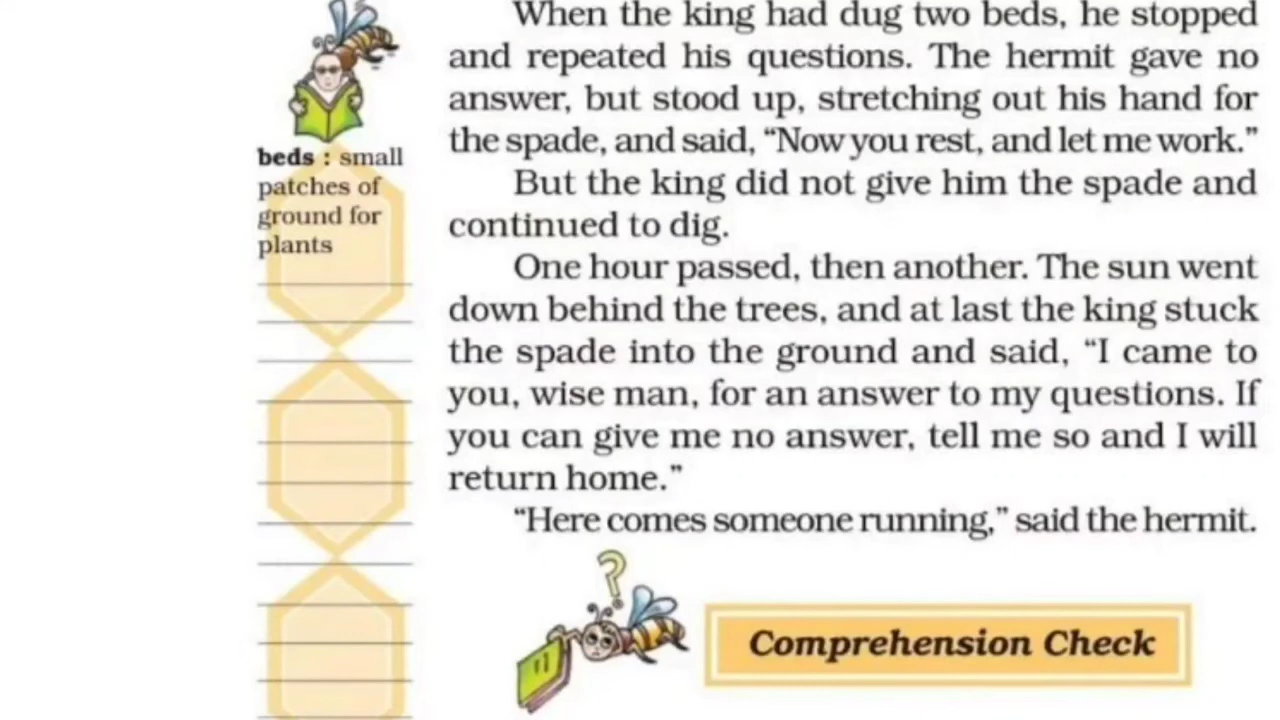 When the king had dug two beds, he stopped
and repeated his questions. The hermit gave no
answer, but stood up, stretching out his hand for
the spade, and said, “Now you rest, and let me work.”
But the king did not give him the spade and
continued to dig.
One hour passed, then another. The sun went
down behind the trees, and at last the king stuck
the spade into the ground and said, “I came to
you, wise man, for an answer to my questions. If
you can give me no answer, tell me so and I will
return home.”
“Here comes someone running,” said the hermit.
beds : small
patches of
ground for
plants
?
Comprehension Check